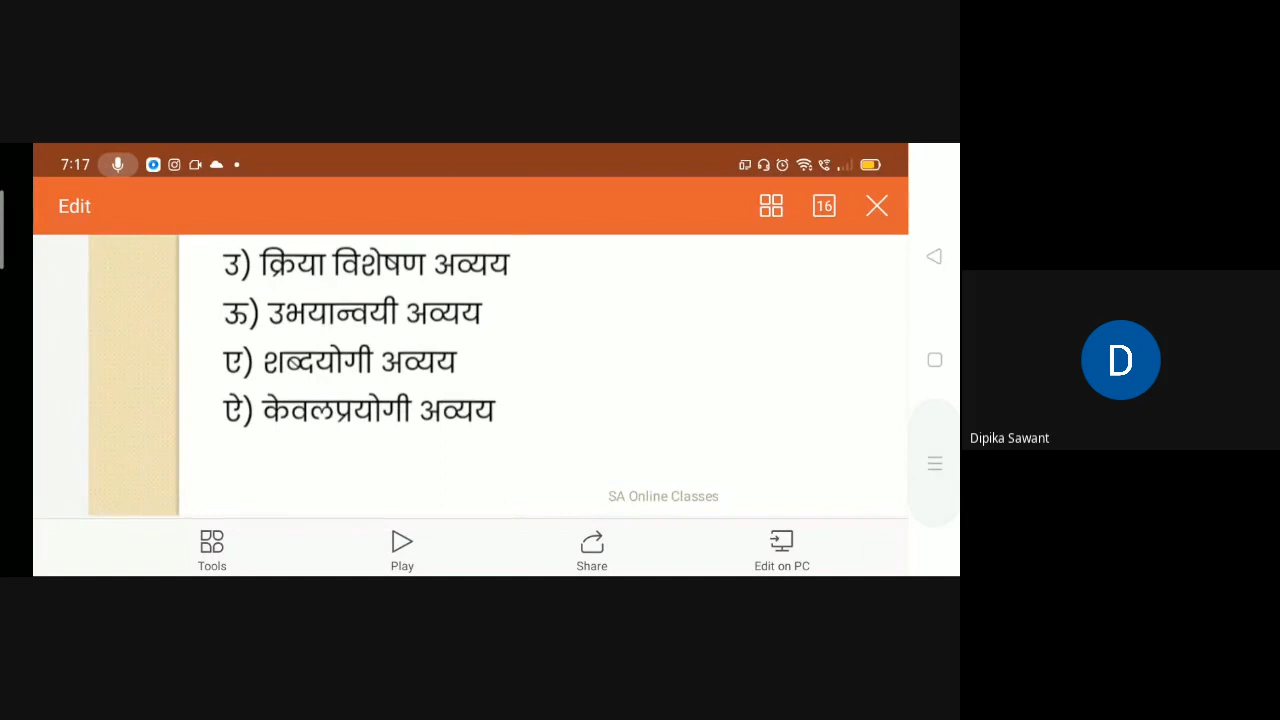 7:17
Edit
16
उ) क्रिया विशेषण अव्यय
ऊ) उभयान्वयी अव्यय
ए) शब्दयोगी अव्यय
ऐ) केवलप्रयोगी अव्यय
SA Online Classes
Tools Play Share Edit on PC
D
Dipika Sawant